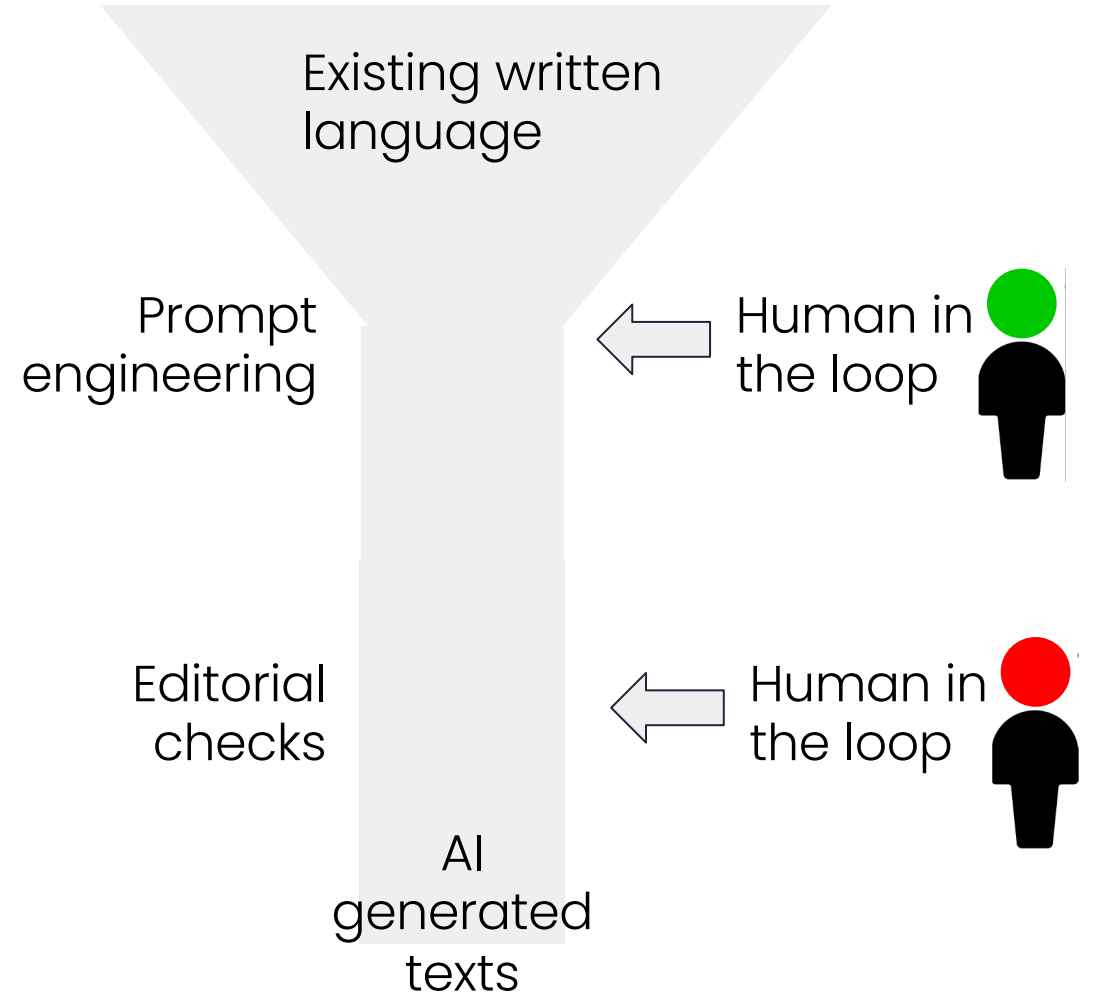 Existing written
language
Prompt
engineering
Human in
the loop
Editorial
checks
Human in
the loop
AI
generated
texts